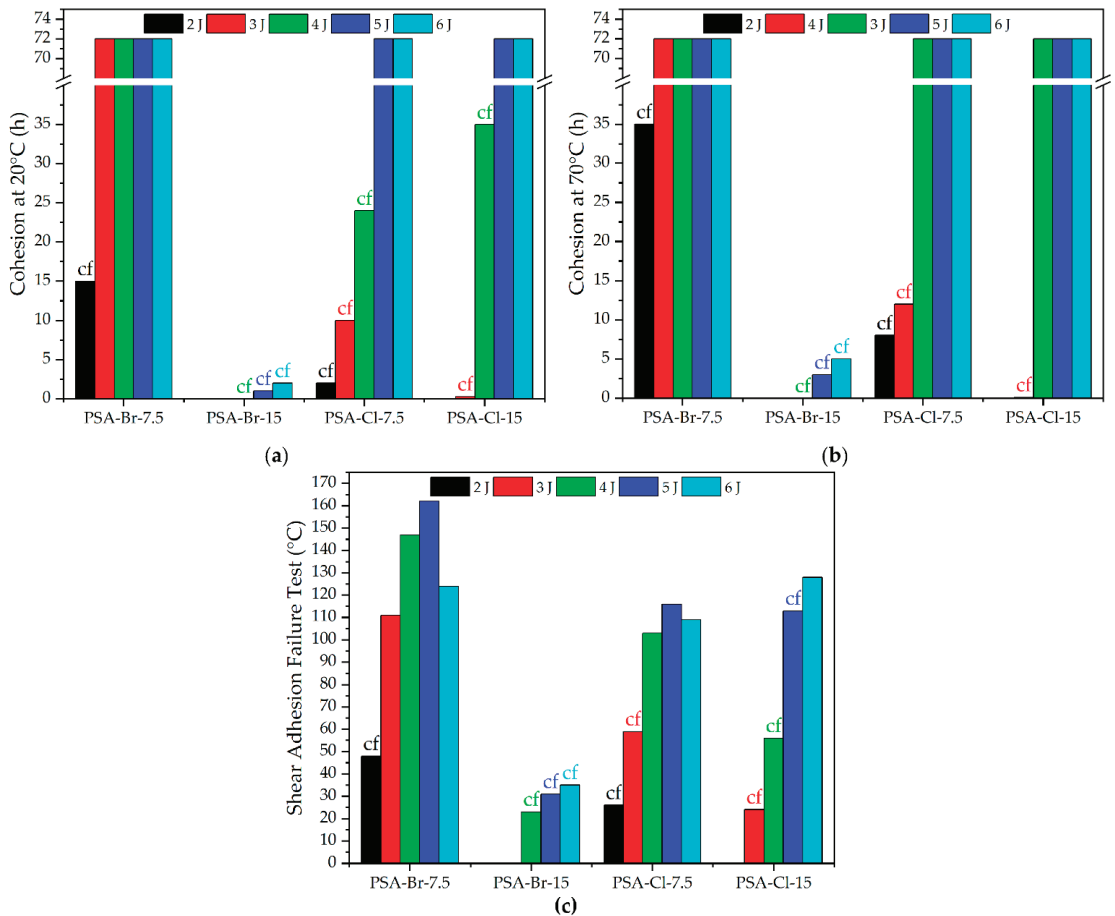 2 J 3 J 4 J 5 J 6 J
74
72
70
35
30
25
20
15
10
5
0
Cohesion at 20°C (h)
cf
cf cf cf
cf cf cf
cf cf
PSA-Br-7.5 PSA-Br-15 PSA-Cl-7.5 PSA-Cl-15
(a)
2 J 4 J 3 J 5 J 6 J
74
72
70
35
30
25
20
15
10
5
0
Cohesion at 70°C (h)
cf
cf cf cf
cf cf
cf
PSA-Br-7.5 PSA-Br-15 PSA-Cl-7.5 PSA-Cl-15
(b)
2 J 3 J 4 J 5 J 6 J
170
160
150
140
130
120
110
100
90
80
70
60
50
40
30
20
10
0
Shear Adhesion Failure Test (°C)
cf
cf cf cf
cf cf
cf cf cf
PSA-Br-7.5 PSA-Br-15 PSA-Cl-7.5 PSA-Cl-15
(c)